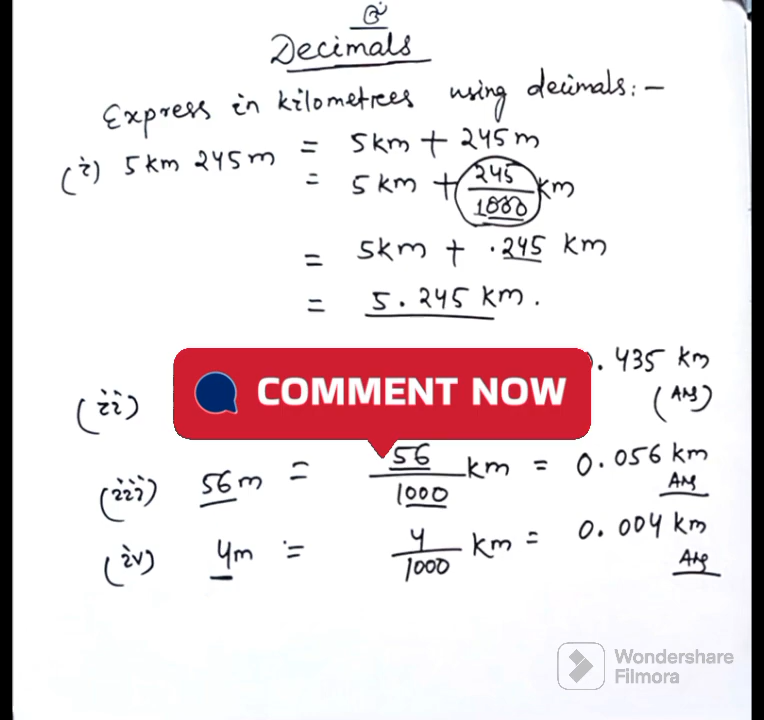 Decimals
Express in kilometrees using decimals:-
(i) 5km 245m = 5km + 245m
= 5km + 245/1000 km
= 5km + .245 km
= 5.245 km.
(ii) .435 km
COMMENT NOW
(Ans)
(iii) 56m = 56/1000 km = 0.056 km
Ans
(iv) 4m = 4/1000 km = 0.004 km
Ans
Wondershare
Filmora